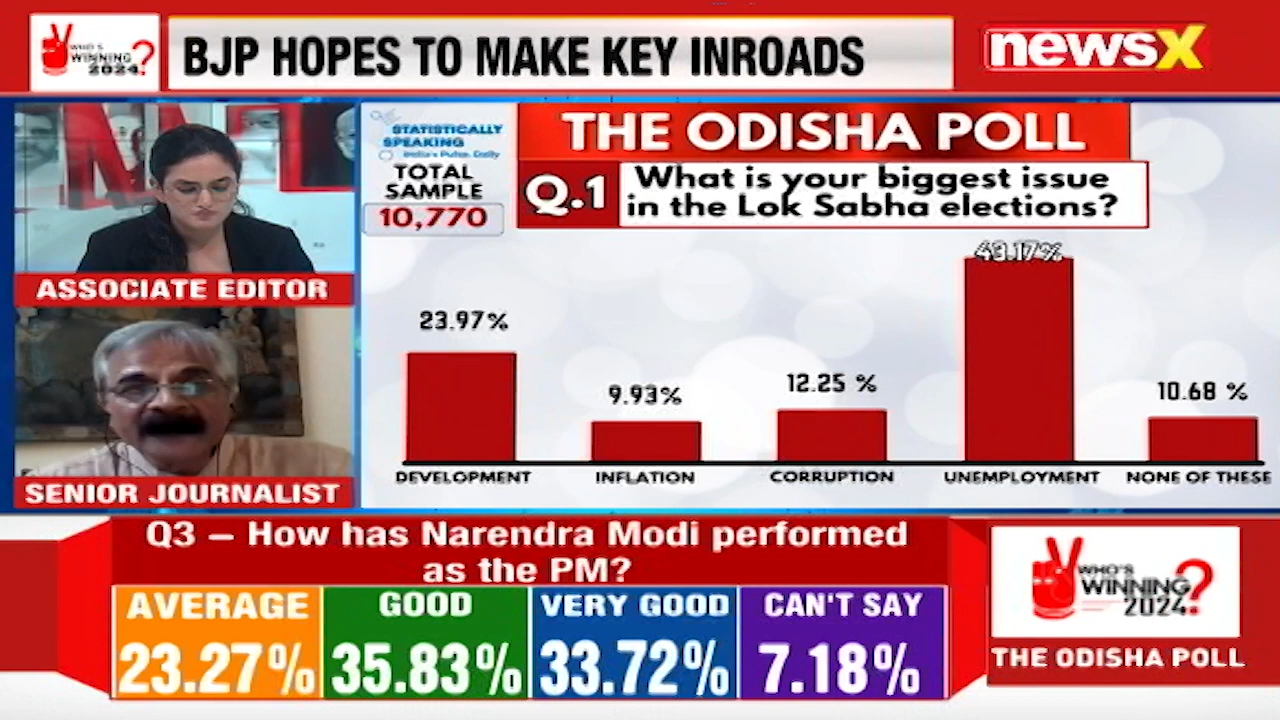 WHO'S
WINNING
2024?
BJP HOPES TO MAKE KEY INROADS
newsX
STATISTICALLY
SPEAKING
India's Pulse, Daily
TOTAL
SAMPLE
10,770
THE ODISHA POLL
Q.1
What is your biggest issue
in the Lok Sabha elections?
ASSOCIATE EDITOR
SENIOR JOURNALIST
23.97%
9.93%
12.25 %
43.17%
10.68 %
DEVELOPMENT
INFLATION
CORRUPTION
UNEMPLOYMENT
NONE OF THESE
Q3 – How has Narendra Modi performed
as the PM?
AVERAGE
23.27%
GOOD
35.83%
VERY GOOD
33.72%
CAN'T SAY
7.18%
WHO'S
WINNING
2024?
THE ODISHA POLL